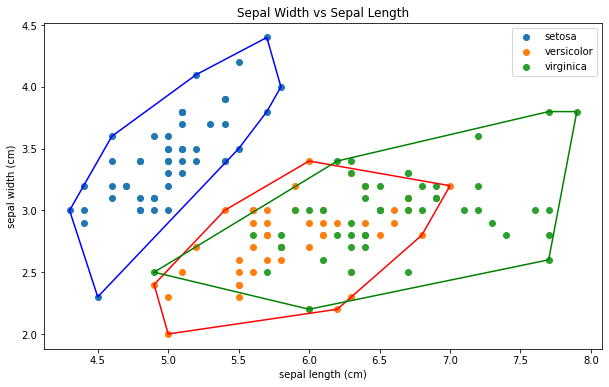 Sepal Width vs Sepal Length
setosa
versicolor
virginica
sepal width (cm)
4.5
4.0
3.5
3.0
2.5
2.0
4.5 5.0 5.5 6.0 6.5 7.0 7.5 8.0
sepal length (cm)